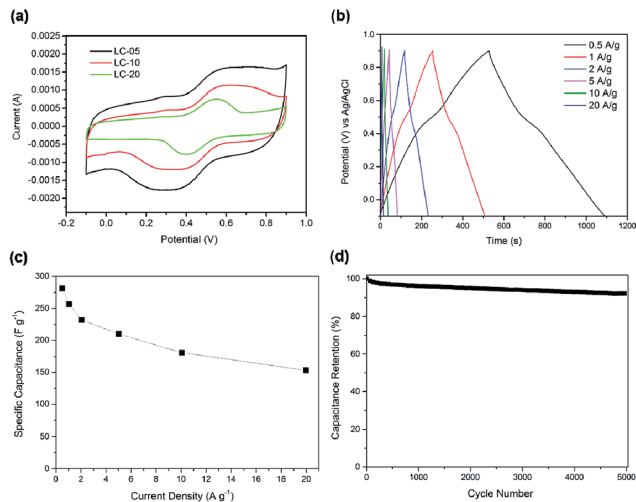 (a)
0.0025
0.0020
0.0015
0.0010
0.0005
0.0000
-0.0005
-0.0010
-0.0015
-0.0020
Current (A)
LC-05
LC-10
LC-20
-0.2 0.0 0.2 0.4 0.6 0.8 1.0
Potential (V)
(b)
1.2
0.8
0.4
0.0
Potential (V) vs Ag/AgCl
0.5 A/g
1 A/g
2 A/g
5 A/g
10 A/g
20 A/g
0 200 400 600 800 1000 1200
Time (s)
(c)
300
250
200
150
100
50
0
Specific Capacitance (F g⁻¹)
0 2 4 6 8 10 12 14 16 18 20
Current Density (A g⁻¹)
(d)
100
80
60
40
20
0
Capacitance Retention (%)
0 1000 2000 3000 4000 5000
Cycle Number